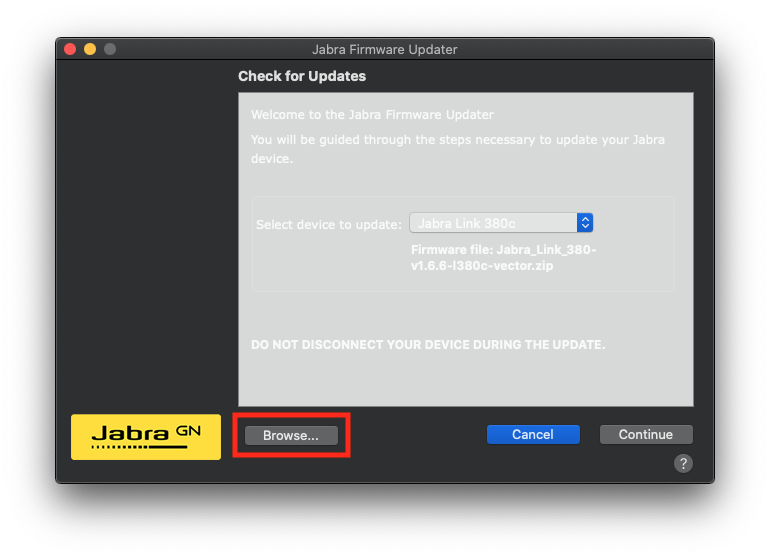 Jabra Firmware Updater
Check for Updates
Welcome to the Jabra Firmware Updater
You will be guided through the steps necessary to update your Jabra
device.
Select device to update:
Jabra Link 380c
Firmware file: Jabra_Link_380-
v1.6.6-l380c-vector.zip
DO NOT DISCONNECT YOUR DEVICE DURING THE UPDATE.
Jabra GN
Browse...
Cancel
Continue
?